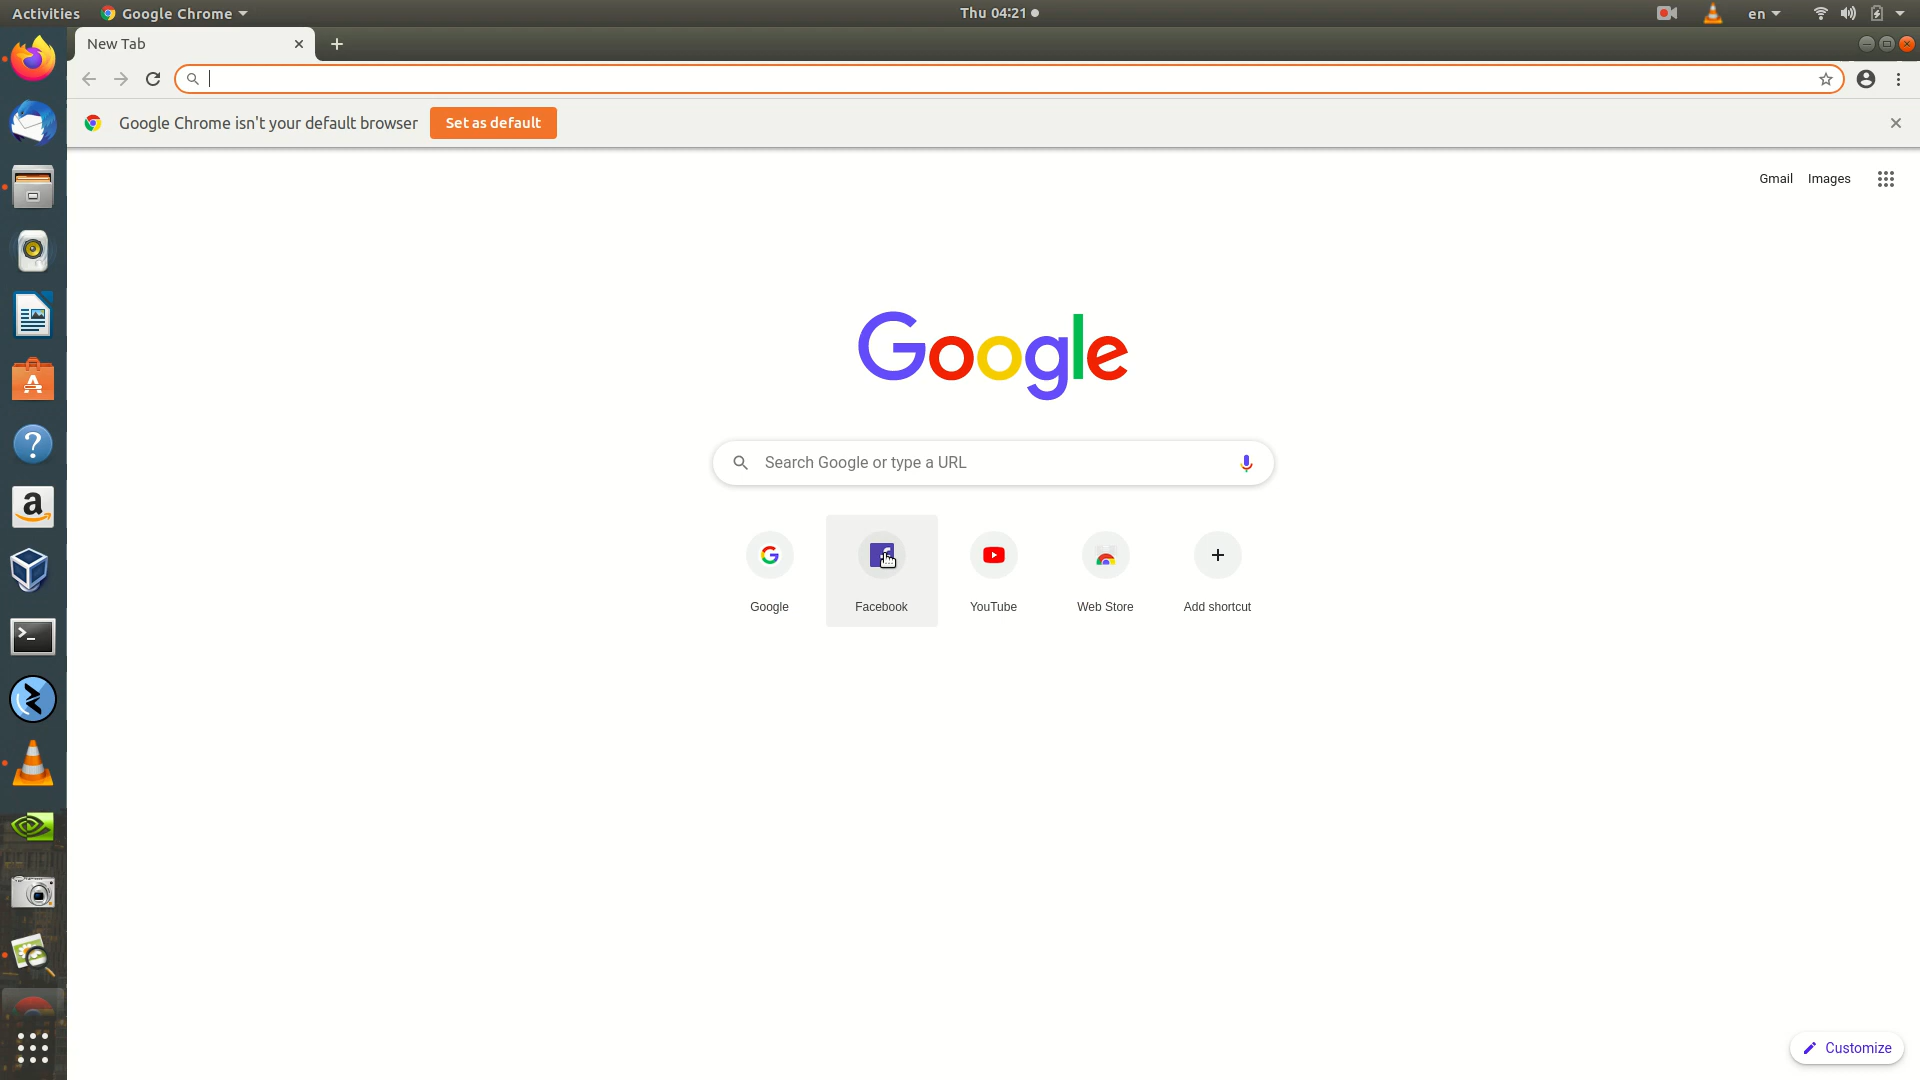 Activities Google Chrome Thu 04:21 en
New Tab
Google Chrome isn't your default browser Set as default
Gmail Images
Google
Search Google or type a URL
Google Facebook YouTube Web Store Add shortcut
Customize